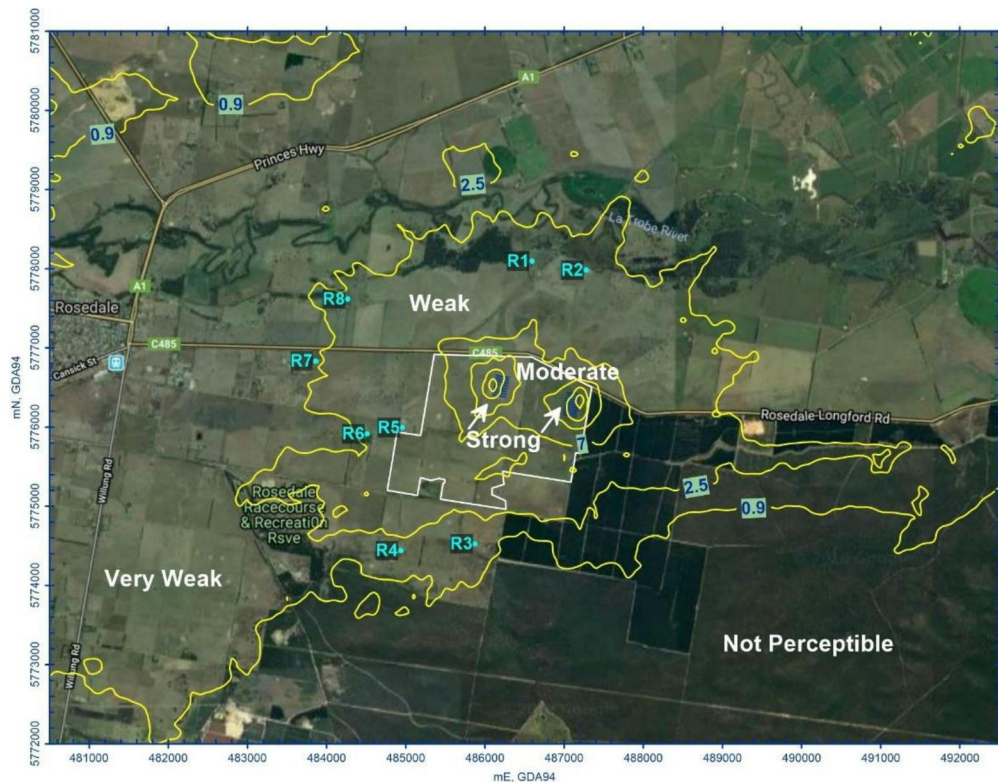 5781000
5780000
5779000
5778000
5777000
5776000
5775000
5774000
5773000
5772000
mN, GDA94
481000 482000 483000 484000 485000 486000 487000 488000 489000 490000 491000 492000
mE, GDA94
A1
0.9
0.9
Princes Hwy
2.5
La Trobe River
R1
R2
A1
R8
Weak
Rosedale
C485
C485
Cansick St
R7
Moderate
Rosedale Longford Rd
R6
R5
Strong
7
Willung Rd
2.5
Rosedale
Racecourse
& Recreati0n
Rsve
0.9
R4
R3
Very Weak
Not Perceptible
Willung Rd